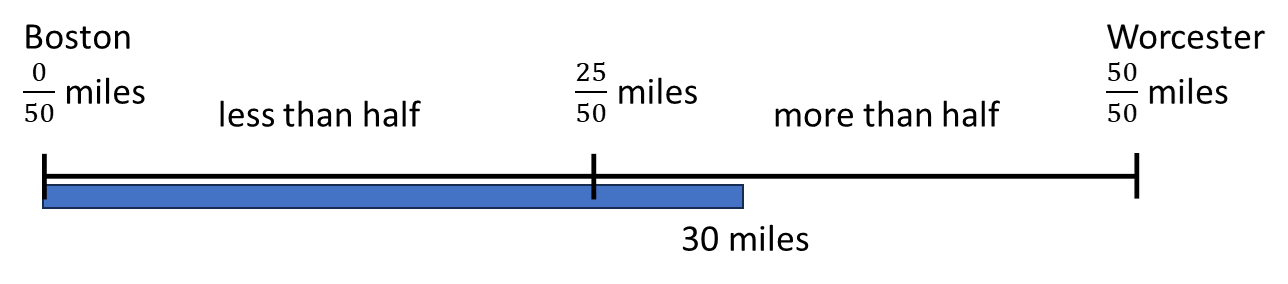 Boston
0/50 miles
less than half
25/50 miles
more than half
Worcester
50/50 miles
30 miles